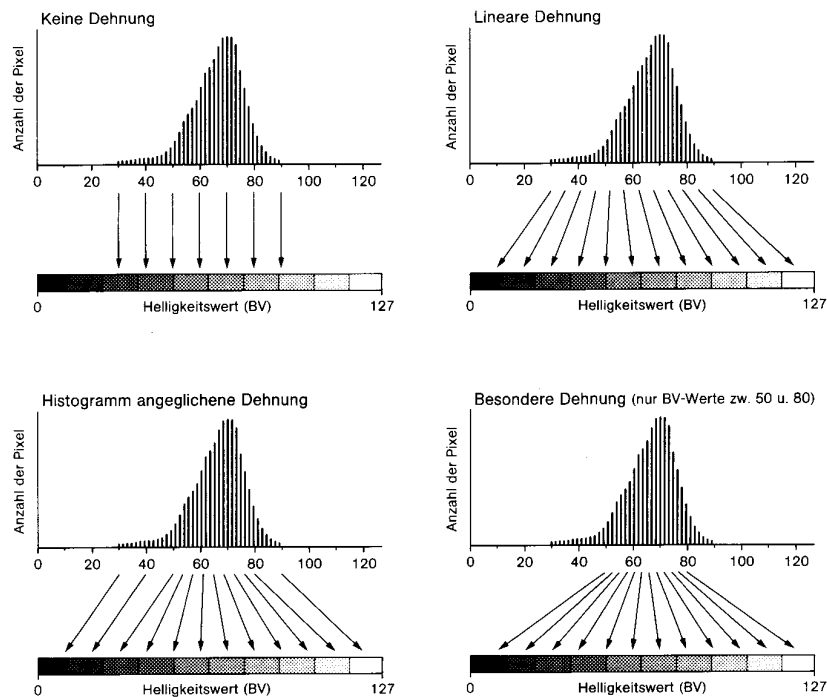 Keine Dehnung
Anzahl der Pixel
0 20 40 60 80 100 120
0 127
Helligkeitswert (BV)
Lineare Dehnung
Anzahl der Pixel
0 20 40 60 80 100 120
0 127
Helligkeitswert (BV)
Histogramm angeglichene Dehnung
Anzahl der Pixel
0 20 40 60 80 100 120
0 127
Helligkeitswert (BV)
Besondere Dehnung (nur BV-Werte zw. 50 u. 80)
Anzahl der Pixel
0 20 40 60 80 100 120
0 127
Helligkeitswert (BV)